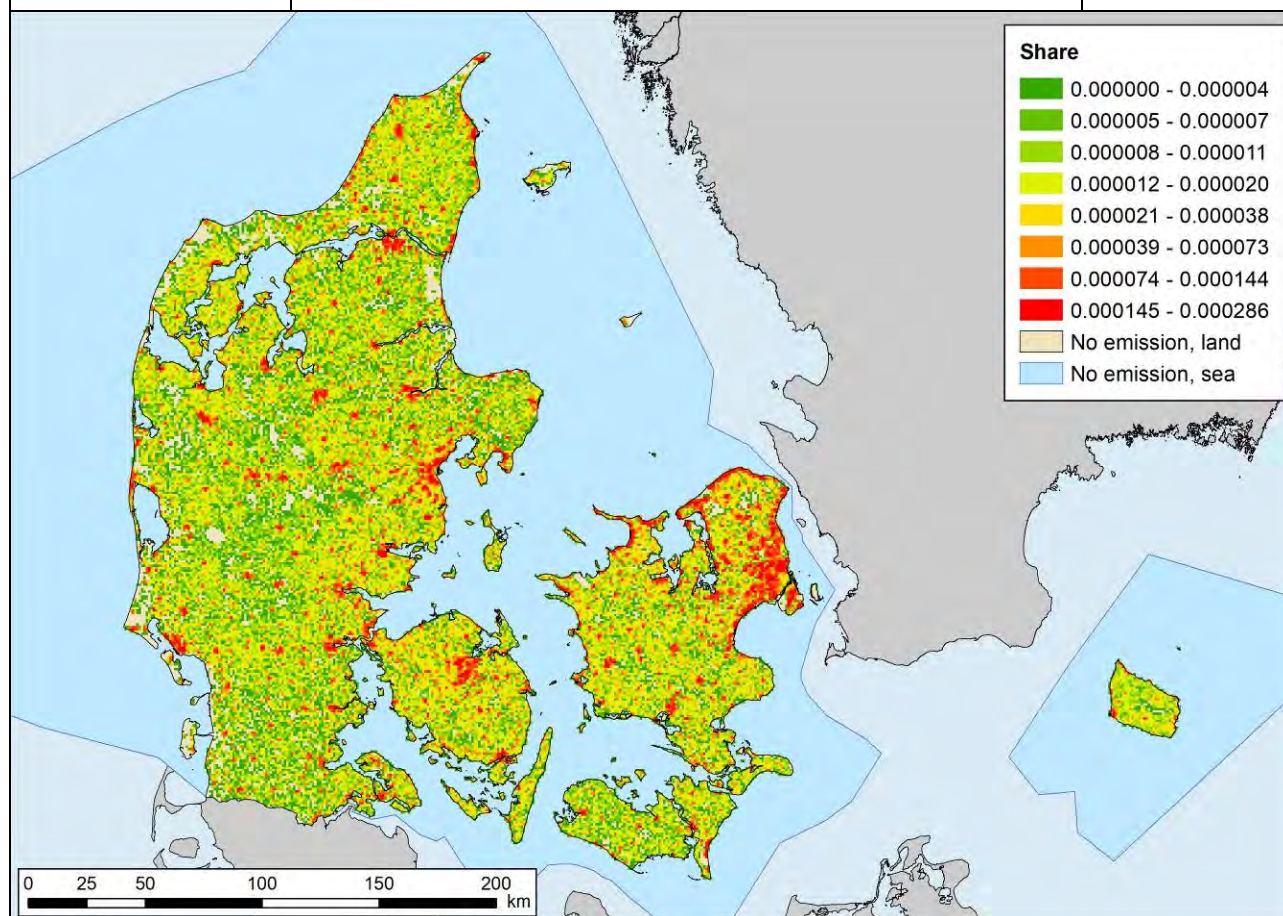 Share
0.000000 - 0.000004
0.000005 - 0.000007
0.000008 - 0.000011
0.000012 - 0.000020
0.000021 - 0.000038
0.000039 - 0.000073
0.000074 - 0.000144
0.000145 - 0.000286
No emission, land
No emission, sea
0 25 50 100 150 200
km